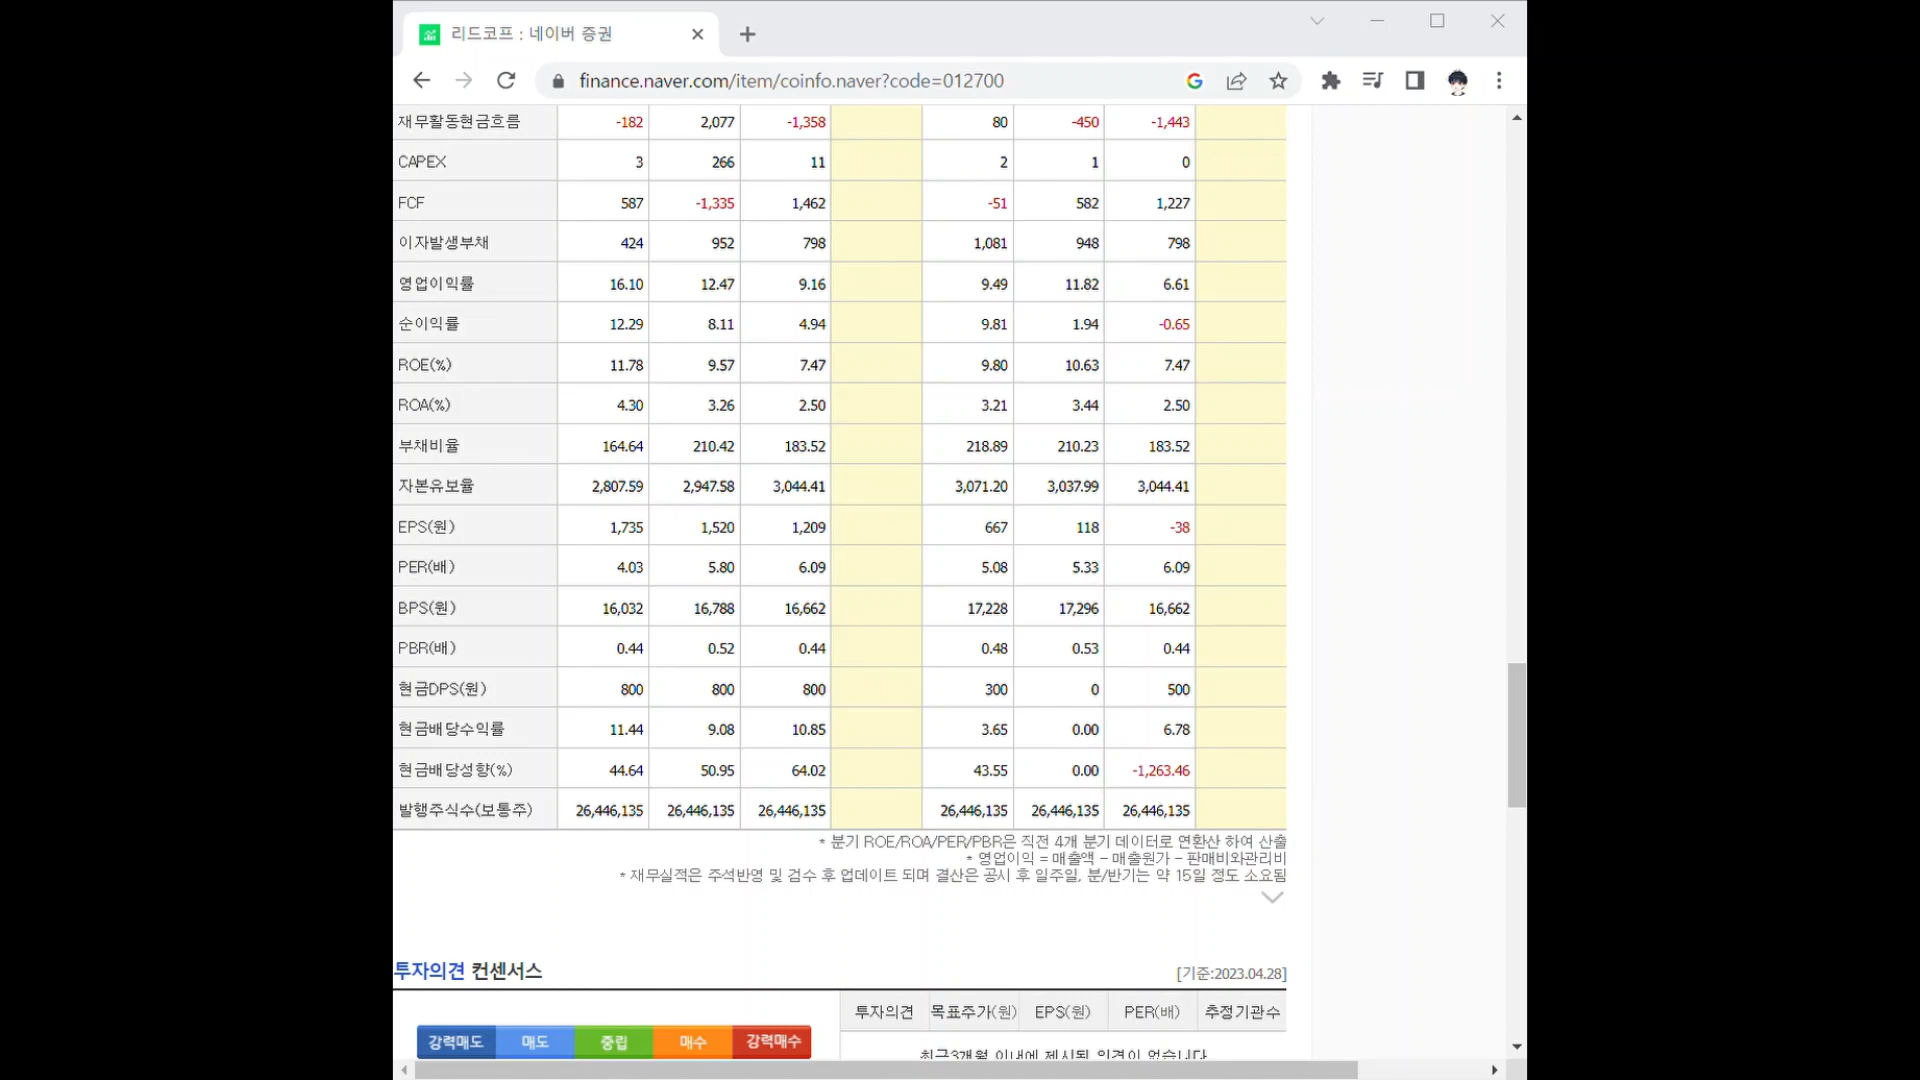 리드코프 : 네이버 증권
finance.naver.com/item/coinfo.naver?code=012700
재무활동현금흐름 -182 2,077 -1,358 80 -450 -1,443
CAPEX 3 266 11 2 1 0
FCF 587 -1,335 1,462 -51 582 1,227
이자발생부채 424 952 798 1,081 948 798
영업이익률 16.10 12.47 9.16 9.49 11.82 6.61
순이익률 12.29 8.11 4.94 9.81 1.94 -0.65
ROE(%) 11.78 9.57 7.47 9.80 10.63 7.47
ROA(%) 4.30 3.26 2.50 3.21 3.44 2.50
부채비율 164.64 210.42 183.52 218.89 210.23 183.52
자본유보율 2,807.59 2,947.58 3,044.41 3,071.20 3,037.99 3,044.41
EPS(원) 1,735 1,520 1,209 667 118 -38
PER(배) 4.03 5.80 6.09 5.08 5.33 6.09
BPS(원) 16,032 16,788 16,662 17,228 17,296 16,662
PBR(배) 0.44 0.52 0.44 0.48 0.53 0.44
현금DPS(원) 800 800 800 300 0 500
현금배당수익률 11.44 9.08 10.85 3.65 0.00 6.78
현금배당성향(%) 44.64 50.95 64.02 43.55 0.00 -1,263.46
발행주식수(보통주) 26,446,135 26,446,135 26,446,135 26,446,135 26,446,135 26,446,135
* 분기 ROE/ROA/PER/PBR은 직전 4개 분기 데이터로 연환산 하여 산출
* 영업이익 = 매출액 - 매출원가 - 판매비와관리비
* 재무실적은 주석반영 및 검수 후 업데이트 되며 결산은 공시 후 일주일, 분/반기는 약 15일 정도 소요됨
투자의견 컨센서스 [기준:2023.04.28]
투자의견 목표주가(원) EPS(원) PER(배) 추정기관수
강력매도 매도 중립 매수 강력매수
최근3개월 이내에 제시된 의견이 없습니다